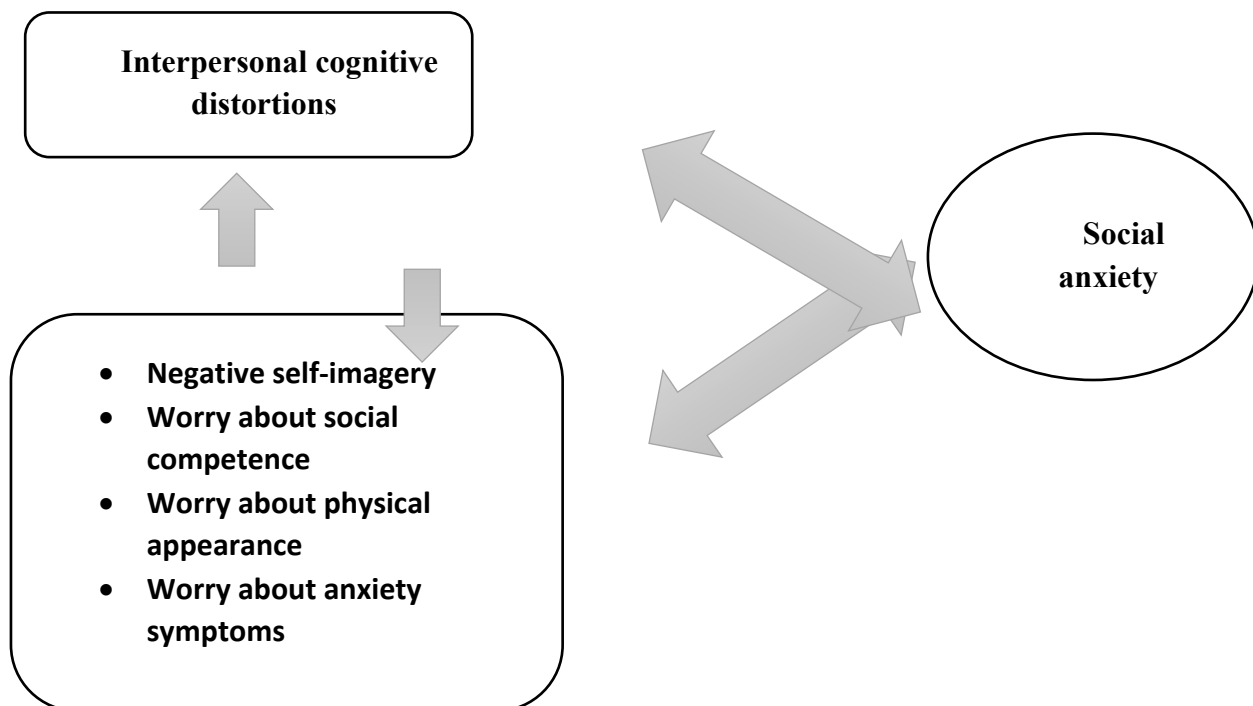 Interpersonal cognitive
distortions
Social
anxiety
• Negative self-imagery
• Worry about social
competence
• Worry about physical
appearance
• Worry about anxiety
symptoms